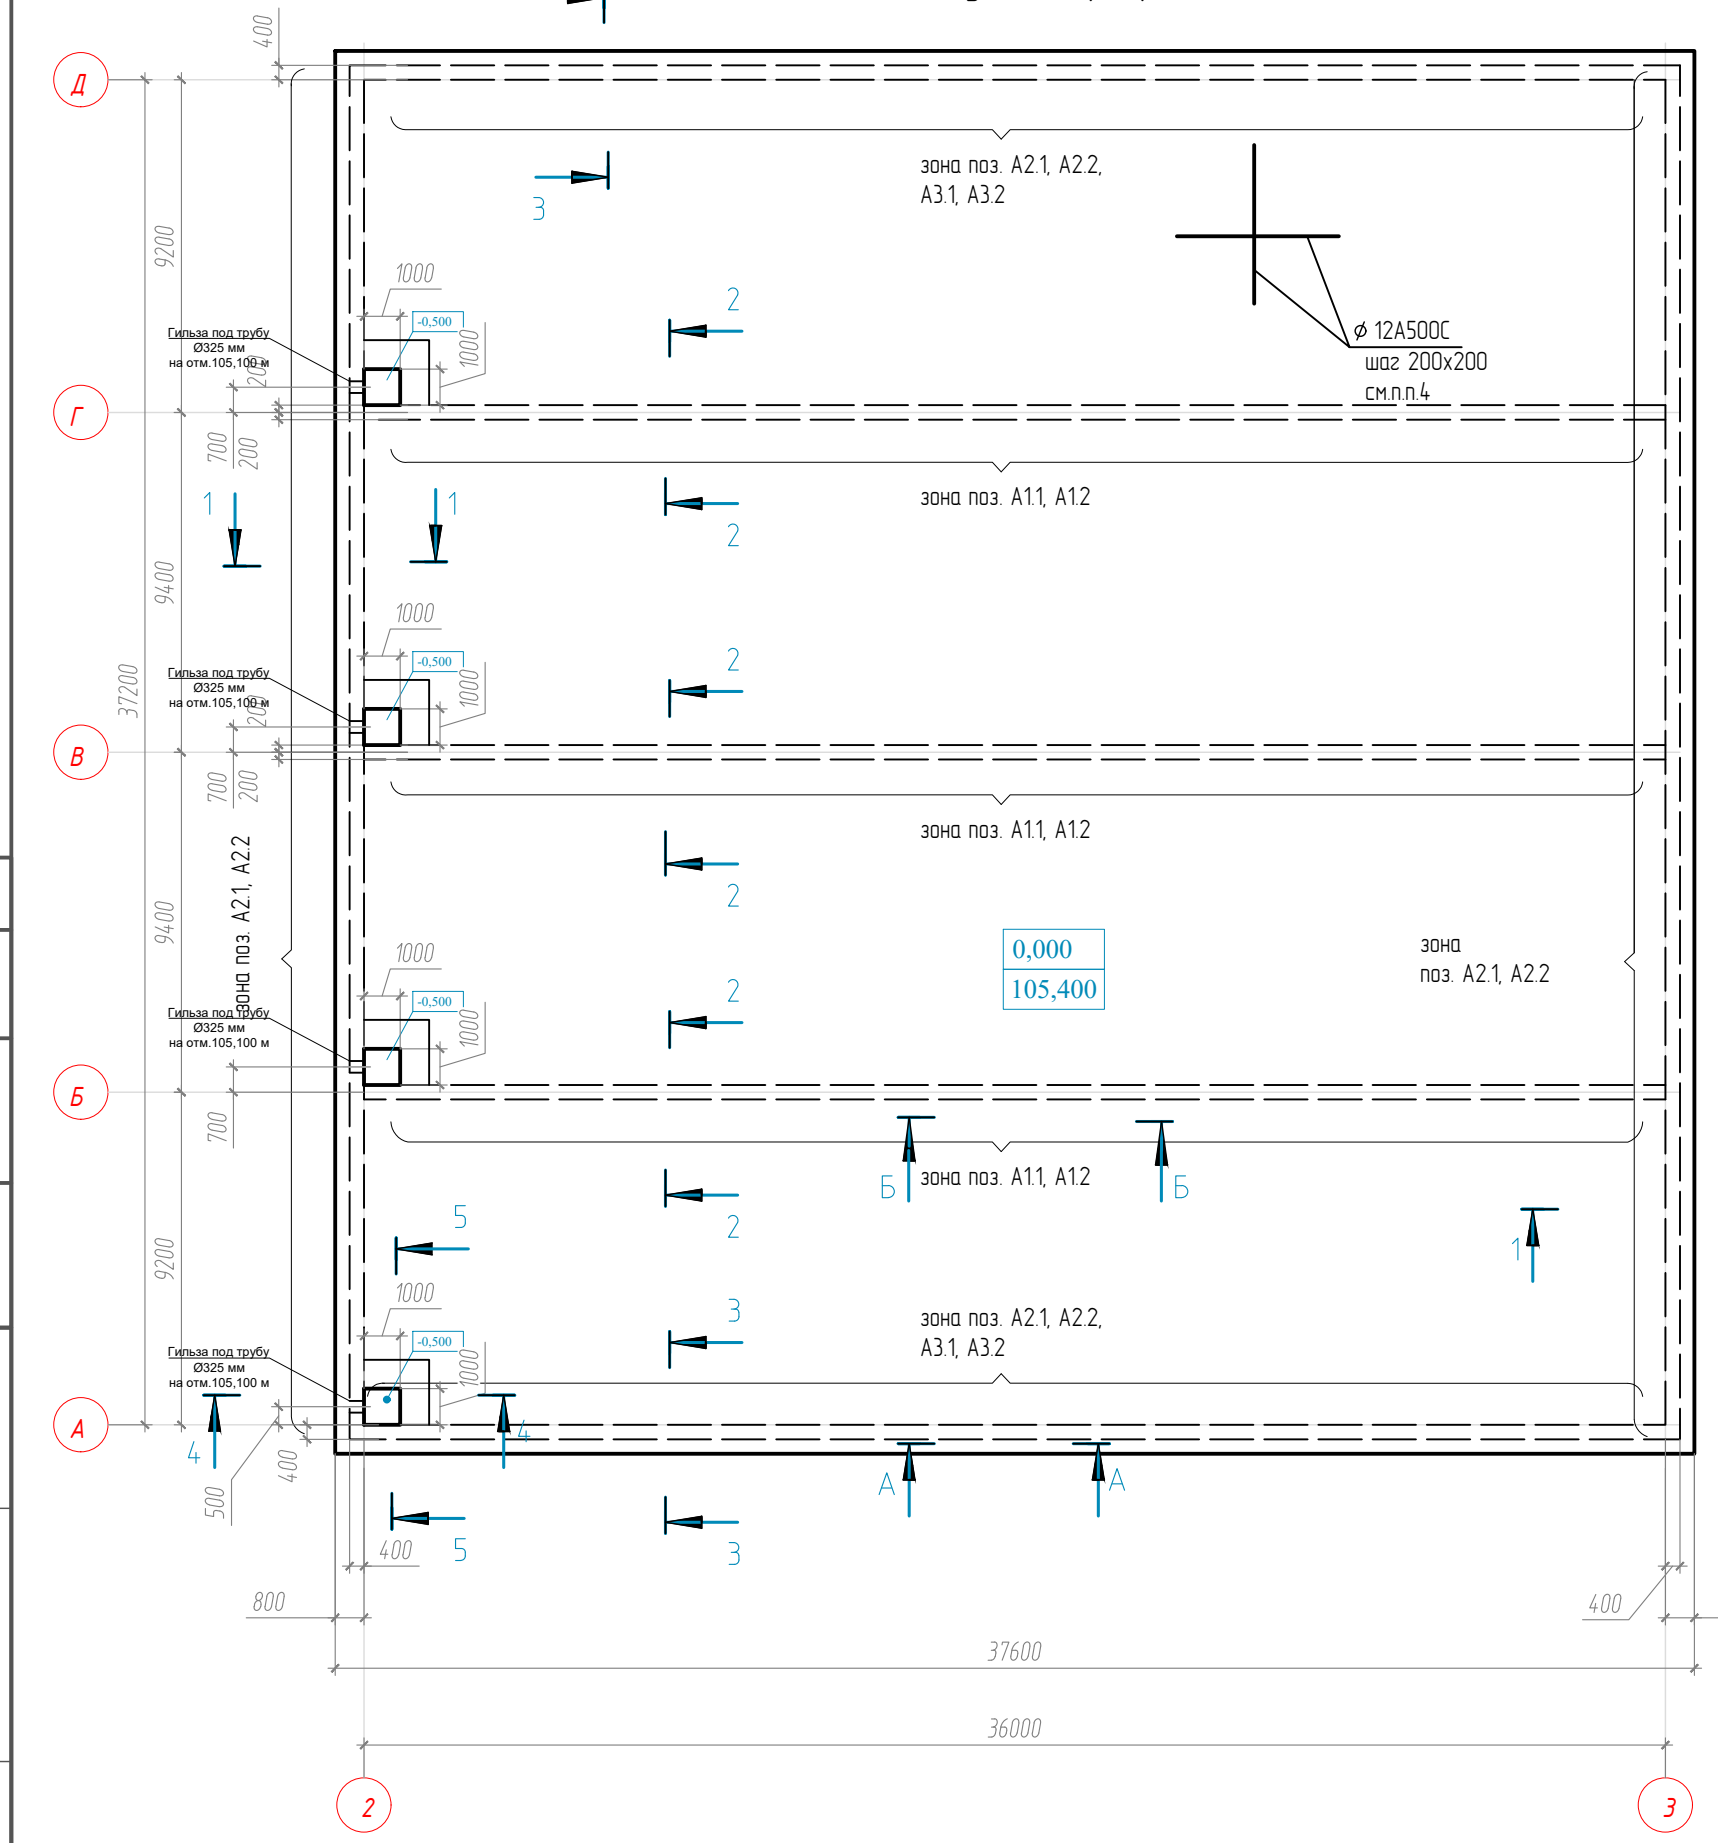 400
Д
зона поз. А2.1, А2.2,
А3.1, А3.2
3
9200
1000
2
-0,500
Гильза под трубу
Ø325 мм
на отм.105,100 м
200
1000
ϕ 12А500С
шаг 200х200
см.п.п.4
Г
700
200
зона поз. А1.1, А1.2
1
1
2
9400
1000
2
-0,500
Гильза под трубу
Ø325 мм
на отм.105,100 м
200
1000
37200
В
700
200
зона поз. А1.1, А1.2
зона поз. А2.1, А2.2
2
9400
1000
0,000
105,400
зона
поз. А2.1, А2.2
2
-0,500
Гильза под трубу
Ø325 мм
на отм.105,100 м
1000
Б
700
зона поз. А1.1, А1.2
Б
Б
5
2
1
9200
1000
3
зона поз. А2.1, А2.2,
А3.1, А3.2
-0,500
Гильза под трубу
Ø325 мм
на отм.105,100 м
1000
А
4
4
400
500
А
А
5
3
400
800
400
37600
36000
2
3